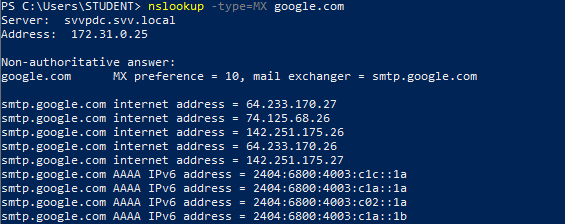 PS C:\Users\STUDENT> nslookup -type=MX google.com
Server:  svvpdc.svv.local
Address:  172.31.0.25

Non-authoritative answer:
google.com      MX preference = 10, mail exchanger = smtp.google.com

smtp.google.com internet address = 64.233.170.27
smtp.google.com internet address = 74.125.68.26
smtp.google.com internet address = 142.251.175.26
smtp.google.com internet address = 64.233.170.26
smtp.google.com internet address = 142.251.175.27
smtp.google.com AAAA IPv6 address = 2404:6800:4003:c1c::1a
smtp.google.com AAAA IPv6 address = 2404:6800:4003:c1a::1a
smtp.google.com AAAA IPv6 address = 2404:6800:4003:c02::1a
smtp.google.com AAAA IPv6 address = 2404:6800:4003:c1a::1b